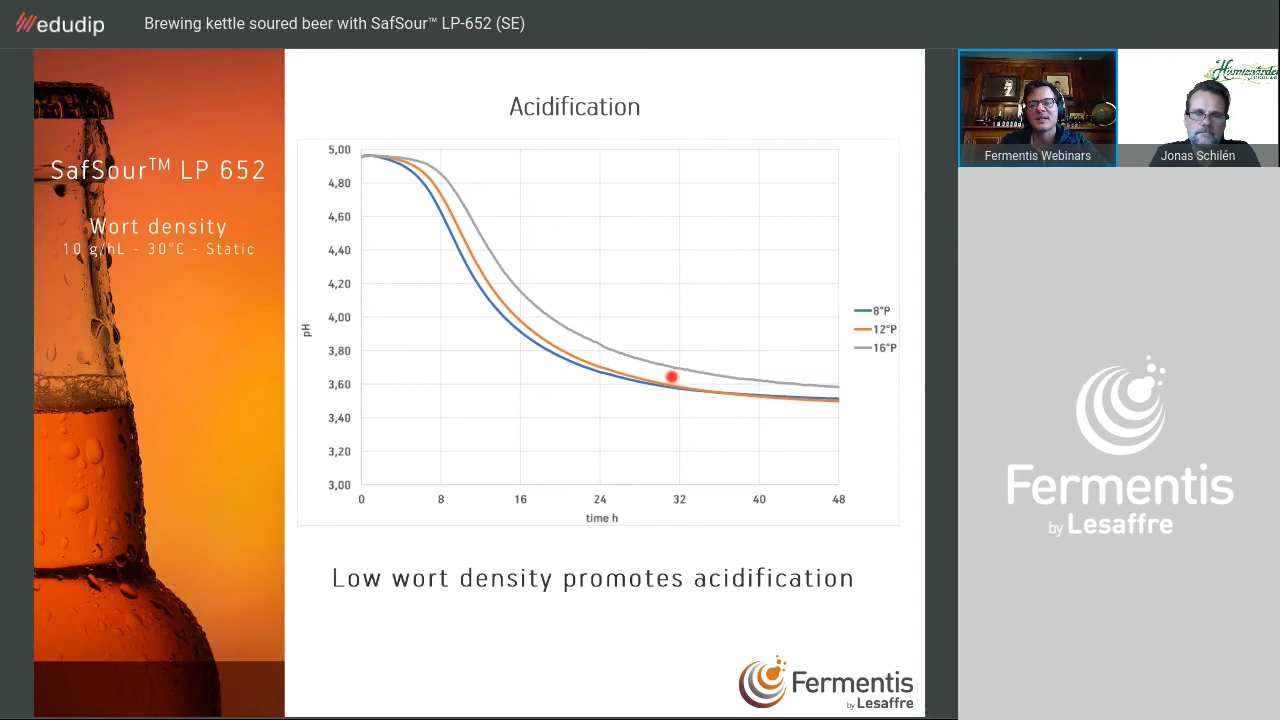 edudip
Brewing kettle soured beer with SafSour™ LP-652 (SE)
SafSour™ LP 652
Wort density
10 g/hL - 30°C - Static
Acidification
5,00
4,80
4,60
4,40
4,20
4,00
3,80
3,60
3,40
3,20
3,00
pH
0 8 16 24 32 40 48
time h
8°P
12°P
16°P
Low wort density promotes acidification
Fermentis
by Lesaffre
Fermentis Webinars
Jonas Schilén
Fermentis
by Lesaffre